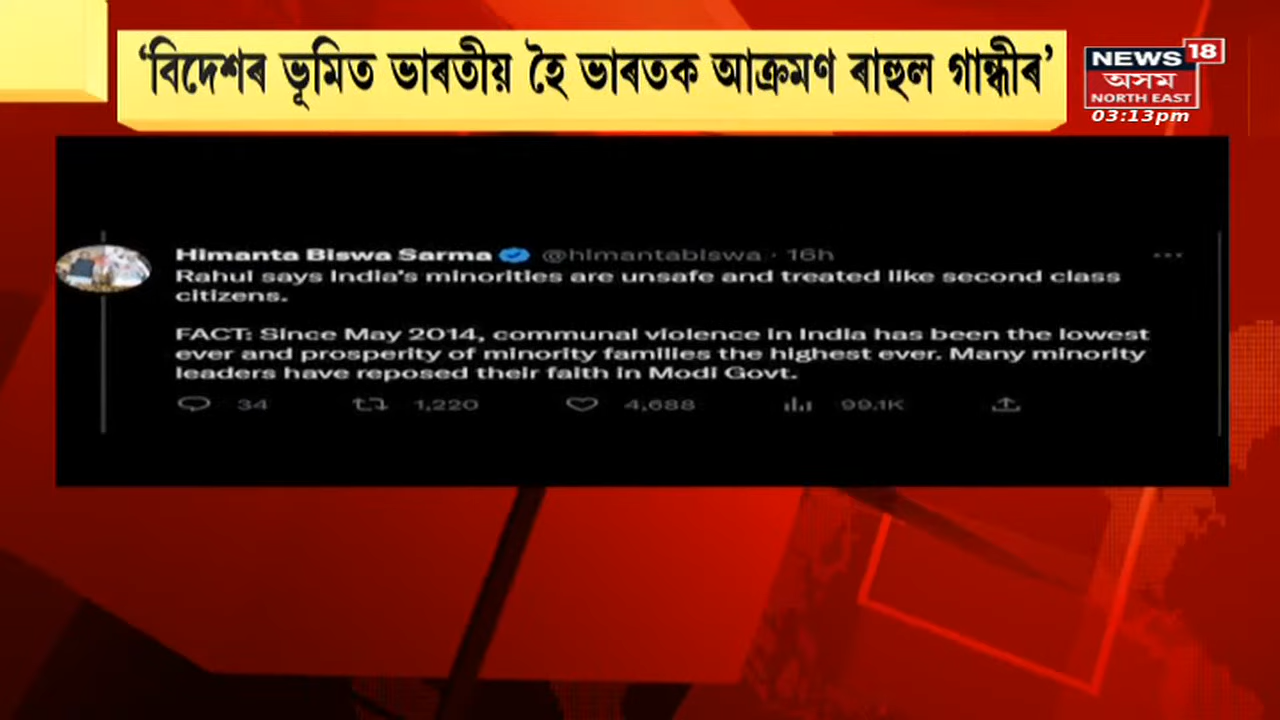 ‘বিদেশৰ ভূমিত ভাৰতীয় হৈ ভাৰতক আক্ৰমণ ৰাহুল গান্ধীৰ’
NEWS 18
অসম
NORTH EAST
03:13pm
Himanta Biswa Sarma @himantabiswa · 16h
Rahul says India's minorities are unsafe and treated like second class
citizens.
FACT: Since May 2014, communal violence in India has been the lowest
ever and prosperity of minority families the highest ever. Many minority
leaders have reposed their faith in Modi Govt.
34 1,220 4,688 99.1K